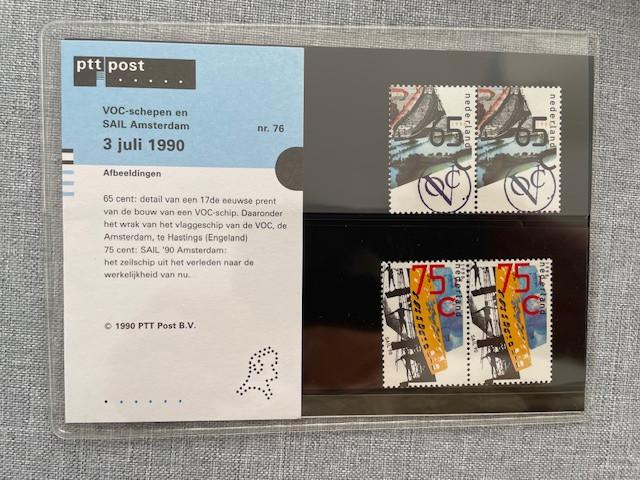 ptt post
VOC-schepen en
SAIL Amsterdam
nr. 76
3 juli 1990
Afbeeldingen
65 cent: detail van een 17de eeuwse prent
van de bouw van een VOC-schip. Daaronder
het wrak van het vlaggeschip van de VOC, de
Amsterdam, te Hastings (Engeland)
75 cent: SAIL '90 Amsterdam:
het zeilschip uit het verleden naar de
werkelijkheid van nu.
© 1990 PTT Post B.V.
nederland
65
VOC
nederland
65
VOC
75
c
nederland
75
c
nederland